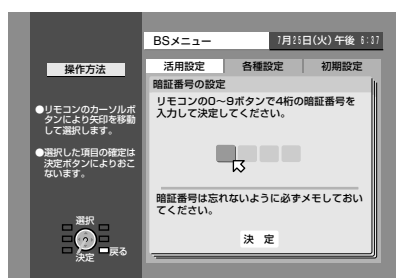 BSメニュー
7月25日(火)午後 6:37
操作方法
活用設定 各種設定 初期設定
暗証番号の設定
リモコンの0〜9ボタンで4桁の暗証番号を
入力して決定してください。
●リモコンのカーソルボ
タンにより矢印を移動
して選択します。
●選択した項目の確定は
決定ボタンによりおこ
ないます。
暗証番号は忘れないように必ずメモしておい
てください。
決 定
選択
?
戻る
決定